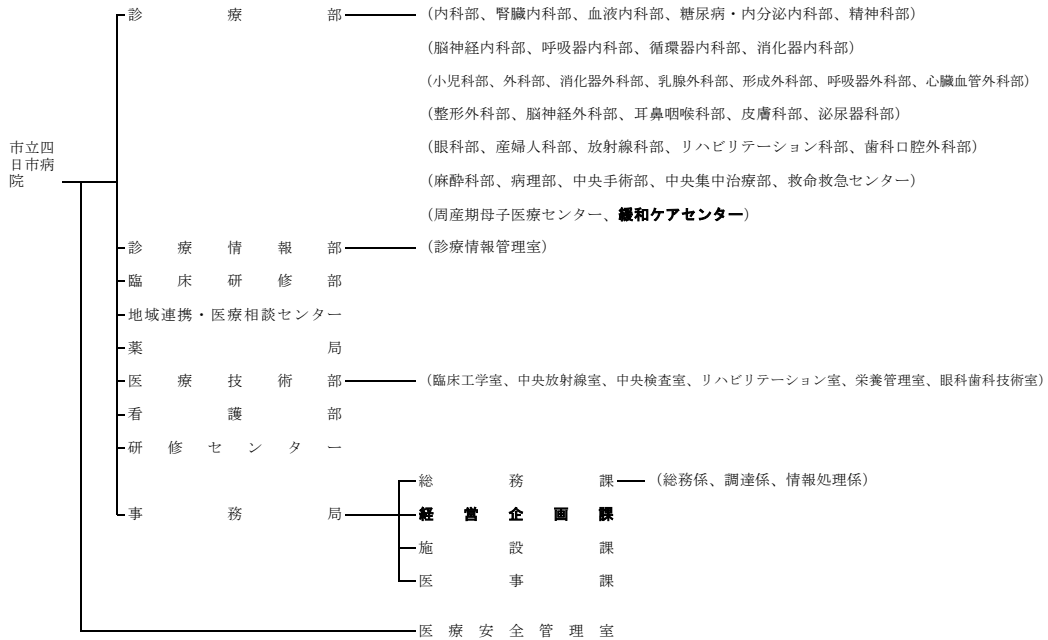 診療部 （内科部、腎臓内科部、血液内科部、糖尿病・内分泌内科部、精神科部）
（脳神経内科部、呼吸器内科部、循環器内科部、消化器内科部）
（小児科部、外科部、消化器外科部、乳腺外科部、形成外科部、呼吸器外科部、心臓血管外科部）
（整形外科部、脳神経外科部、耳鼻咽喉科部、皮膚科部、泌尿器科部）
市立四
日市病
院
（眼科部、産婦人科部、放射線科部、リハビリテーション科部、歯科口腔外科部）
（麻酔科部、病理部、中央手術部、中央集中治療部、救命救急センター）
（周産期母子医療センター、緩和ケアセンター）
診療情報部 （診療情報管理室）
臨床研修部
地域連携・医療相談センター
薬局
医療技術部 （臨床工学室、中央放射線室、中央検査室、リハビリテーション室、栄養管理室、眼科歯科技術室）
看護部
研修センター
総務課 （総務係、調達係、情報処理係）
事務局 経営企画課
施設課
医事課
医療安全管理室